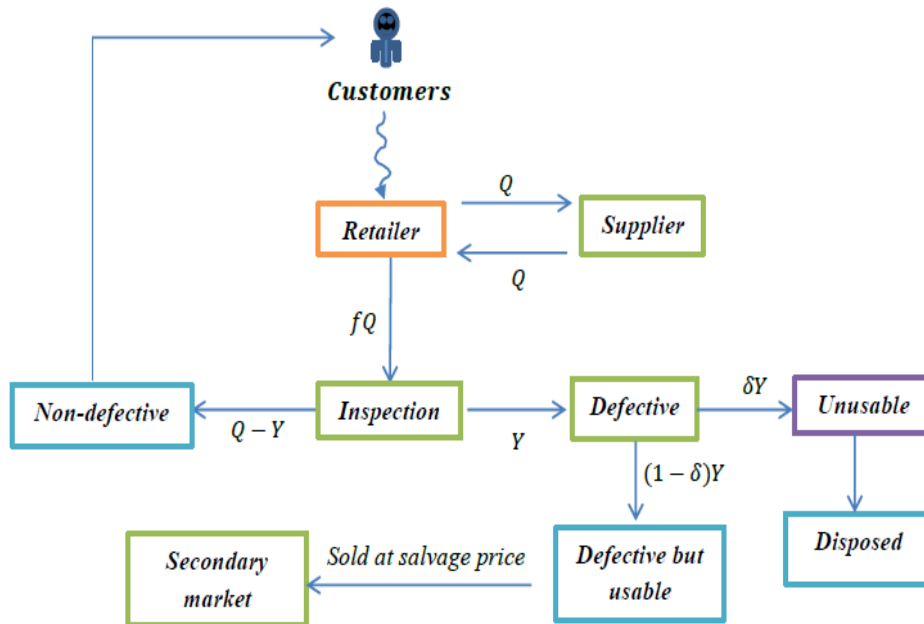 Customers
Q
Retailer
Supplier
Q
fQ
Non-defective
Inspection
Defective
δY
Unusable
Q − Y
Y
(1 − δ)Y
Secondary
market
Sold at salvage price
Defective but
usable
Disposed